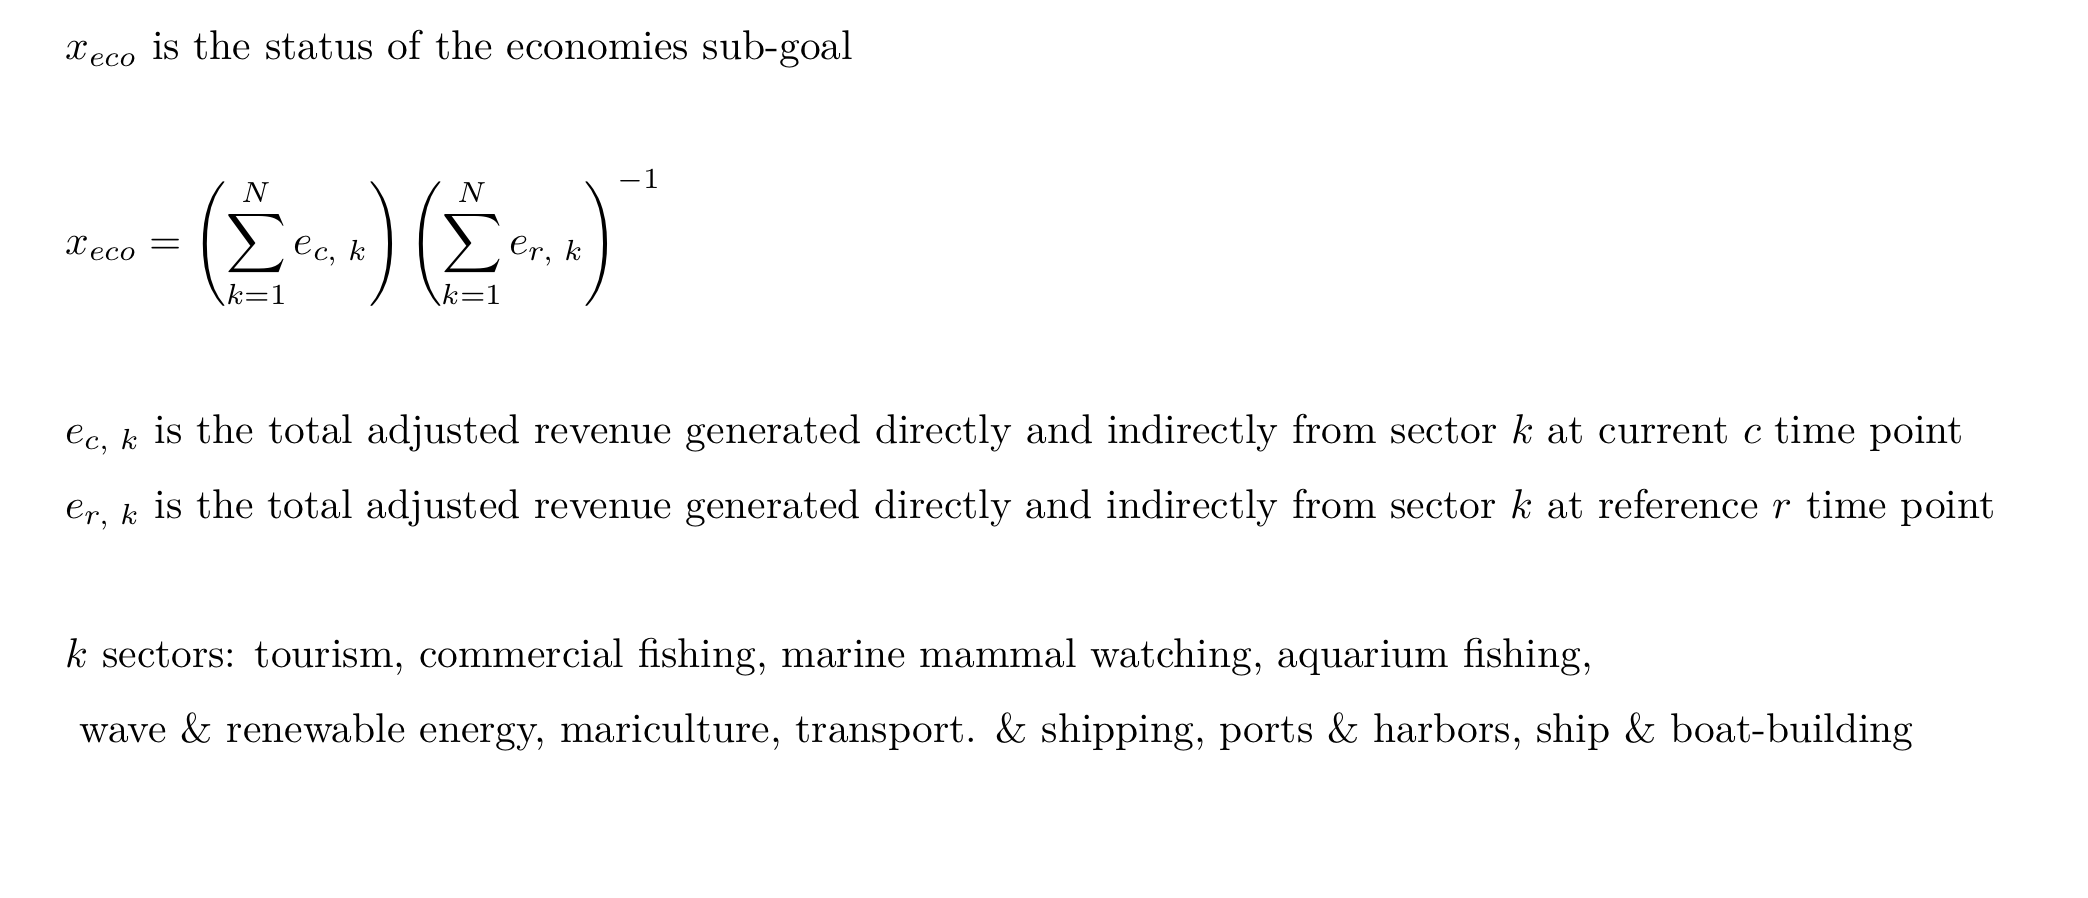 x_{eco} is the status of the economies sub-goal
x_{eco} = \left( \sum_{k=1}^{N} e_{c, k} \right) \left( \sum_{k=1}^{N} e_{r, k} \right)^{-1}
e_{c, k} is the total adjusted revenue generated directly and indirectly from sector k at current c time point
e_{r, k} is the total adjusted revenue generated directly and indirectly from sector k at reference r time point
k sectors: tourism, commercial fishing, marine mammal watching, aquarium fishing,
wave & renewable energy, mariculture, transport. & shipping, ports & harbors, ship & boat-building